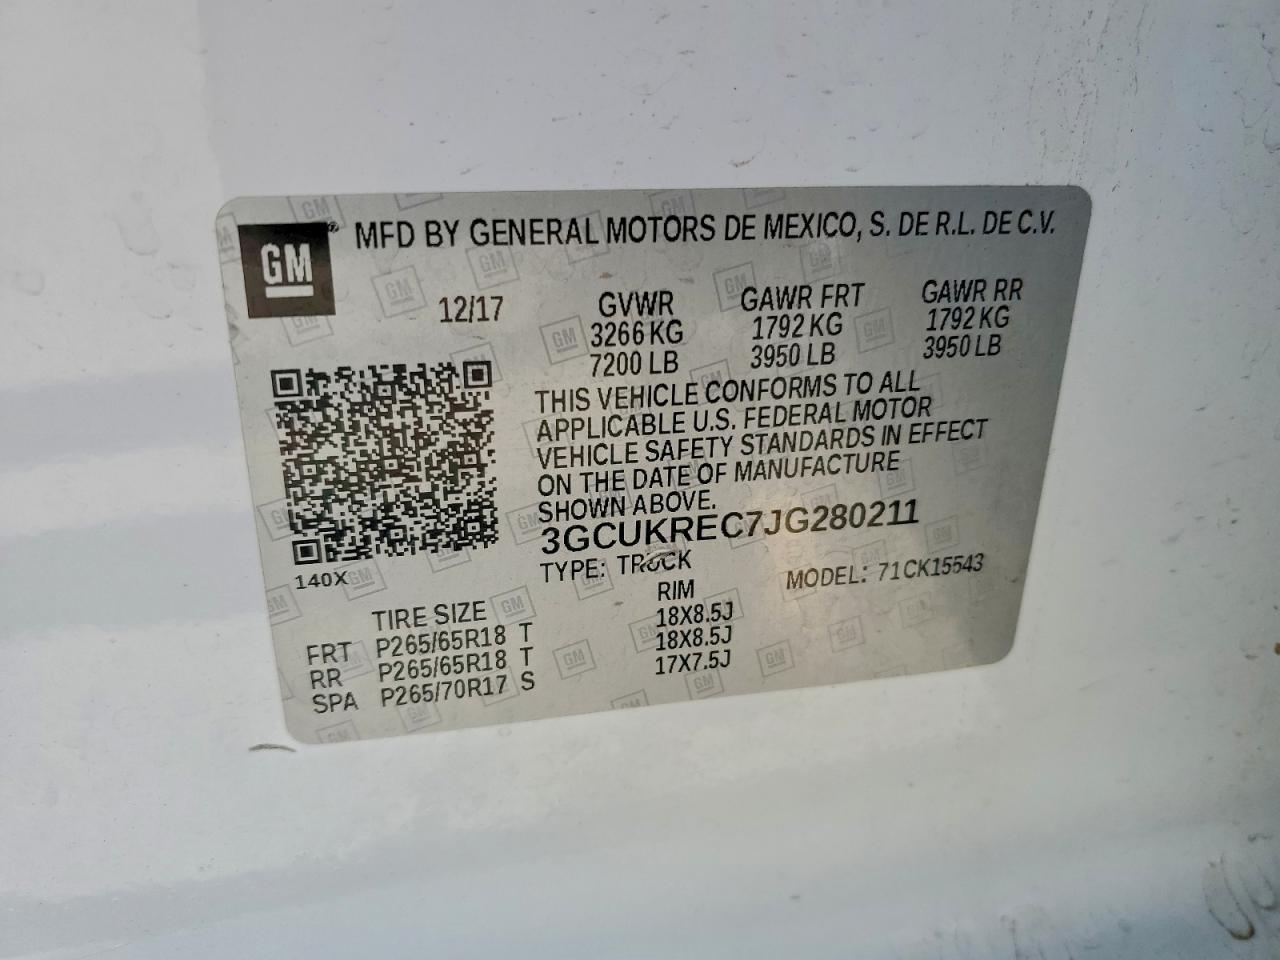 GM
MFD BY GENERAL MOTORS DE MEXICO, S. DE R.L. DE C.V.
12/17 GVWR GAWR FRT GAWR RR
3266 KG 1792 KG 1792 KG
7200 LB 3950 LB 3950 LB
THIS VEHICLE CONFORMS TO ALL
APPLICABLE U.S. FEDERAL MOTOR
VEHICLE SAFETY STANDARDS IN EFFECT
ON THE DATE OF MANUFACTURE
SHOWN ABOVE.
3GCUKREC7JG280211
140X
TYPE: TRUCK MODEL: 71CK15543
TIRE SIZE RIM
FRT P265/65R18 T 18X8.5J
RR P265/65R18 T 18X8.5J
SPA P265/70R17 S 17X7.5J